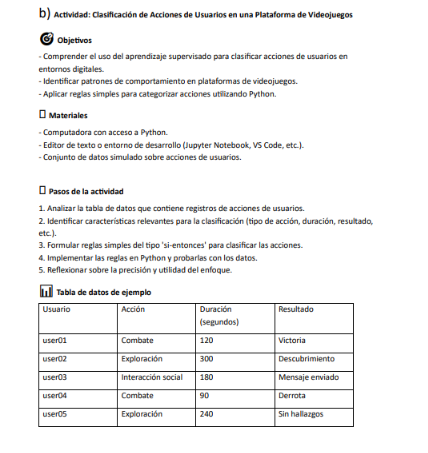 b) Actividad: Clasificación de Acciones de Usuarios en una Plataforma de Videojuegos
Objetivos
- Comprender el uso del aprendizaje supervisado para clasificar acciones de usuarios en
entornos digitales.
- Identificar patrones de comportamiento en plataformas de videojuegos.
- Aplicar reglas simples para categorizar acciones utilizando Python.
Materiales
- Computadora con acceso a Python.
- Editor de texto o entorno de desarrollo (Jupyter Notebook, VS Code, etc.).
- Conjunto de datos simulado sobre acciones de usuarios.
Pasos de la actividad
1. Analizar la tabla de datos que contiene registros de acciones de usuarios.
2. Identificar características relevantes para la clasificación (tipo de acción, duración, resultado,
etc.).
3. Formular reglas simples del tipo 'si-entonces' para clasificar las acciones.
4. Implementar las reglas en Python y probarlas con los datos.
5. Reflexionar sobre la precisión y utilidad del enfoque.
Tabla de datos de ejemplo
Usuario Acción Duración Resultado
(segundos)
user01 Combate 120 Victoria
user02 Exploración 300 Descubrimiento
user03 Interacción social 180 Mensaje enviado
user04 Combate 90 Derrota
user05 Exploración 240 Sin hallazgos